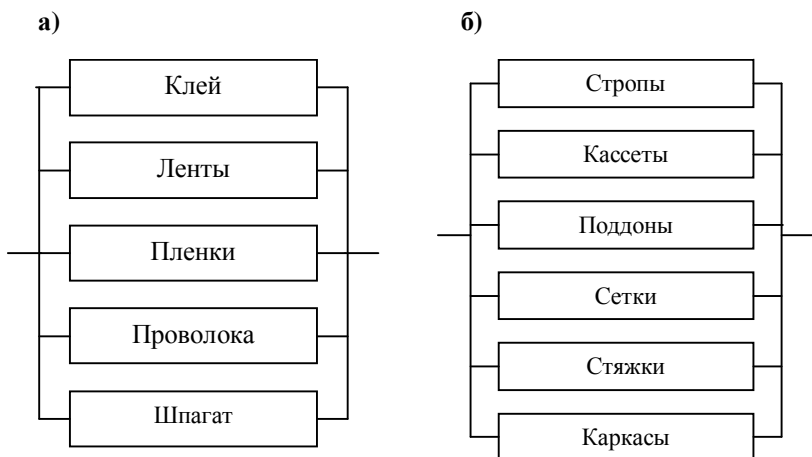 а)
Клей
Ленты
Пленки
Проволока
Шпагат
б)
Стропы
Кассеты
Поддоны
Сетки
Стяжки
Каркасы